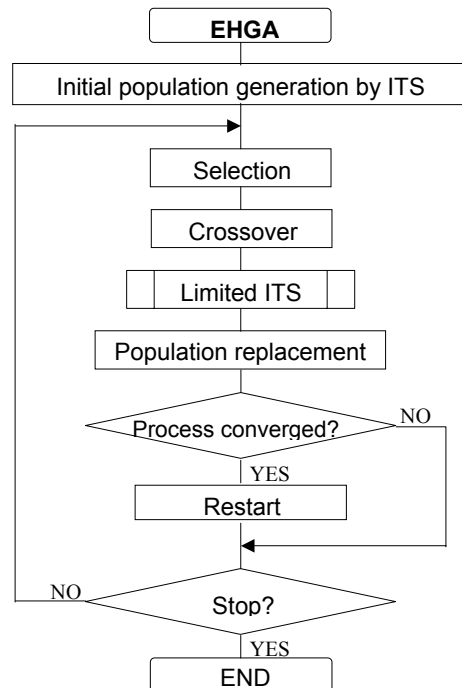 EHGA
Initial population generation by ITS
Selection
Crossover
Limited ITS
Population replacement
Process converged?
NO
YES
Restart
NO
Stop?
YES
END